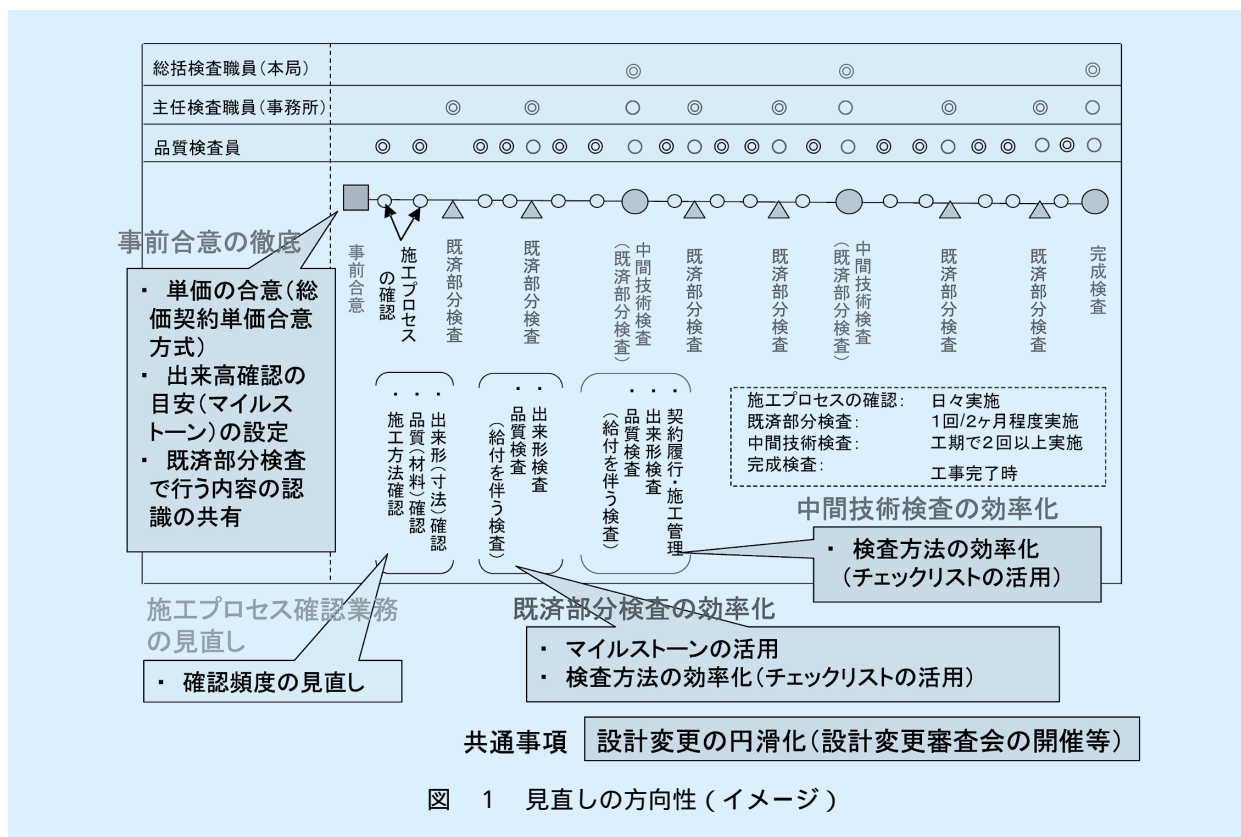 総括検査職員(本局)
主任検査職員(事務所)
品質検査員
事前合意の徹底
・ 単価の合意(総
価契約単価合意
方式)
・ 出来高確認の
目安(マイルス
トーン)の設定
・ 既済部分検査
で行う内容の認
識の共有
事前合意
施工プロセス
の確認
既済部分検査
既済部分検査
中間技術検査
(既済部分検査)
既済部分検査
既済部分検査
中間技術検査
(既済部分検査)
既済部分検査
既済部分検査
完成検査
・出来形(寸法)確認
・品質(材料)確認
・施工方法確認
・出来形検査
・品質検査
(給付を伴う検査)
・契約履行・施工管理
・出来形検査
・品質検査
(給付を伴う検査)
施工プロセスの確認: 日々実施
既済部分検査: 1回/2ヶ月程度実施
中間技術検査: 工期で2回以上実施
完成検査: 工事完了時
中間技術検査の効率化
・ 検査方法の効率化
(チェックリストの活用)
施工プロセス確認業務
の見直し
・ 確認頻度の見直し
既済部分検査の効率化
・ マイルストーンの活用
・ 検査方法の効率化(チェックリストの活用)
共通事項 設計変更の円滑化(設計変更審査会の開催等)
図 1 見直しの方向性(イメージ)